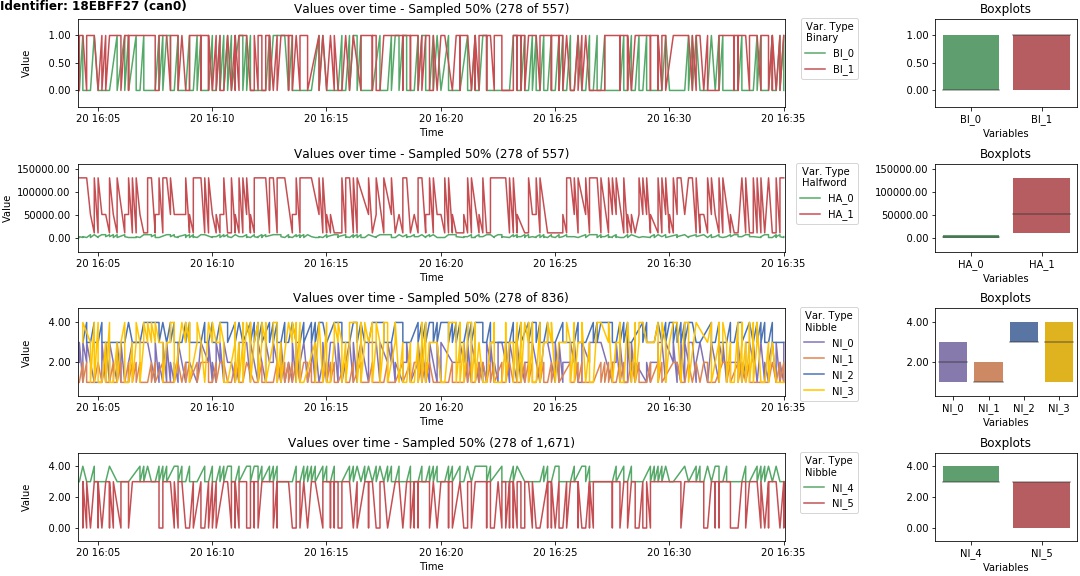 Identifier: 18EBFF27 (can0)
Values over time - Sampled 50% (278 of 557)
Boxplots
Value
1.00
0.50
0.00
20 16:05 20 16:10 20 16:15 20 16:20 20 16:25 20 16:30 20 16:35
Time
Var. Type
Binary
BI_0
BI_1
1.00
0.50
0.00
BI_0 BI_1
Variables
Values over time - Sampled 50% (278 of 557)
Boxplots
Value
150000.00
100000.00
50000.00
0.00
20 16:05 20 16:10 20 16:15 20 16:20 20 16:25 20 16:30 20 16:35
Time
Var. Type
Halfword
HA_0
HA_1
150000.00
100000.00
50000.00
0.00
HA_0 HA_1
Variables
Values over time - Sampled 50% (278 of 836)
Boxplots
Value
4.00
2.00
20 16:05 20 16:10 20 16:15 20 16:20 20 16:25 20 16:30 20 16:35
Time
Var. Type
Nibble
NI_0
NI_1
NI_2
NI_3
4.00
2.00
NI_0 NI_1 NI_2 NI_3
Variables
Values over time - Sampled 50% (278 of 1,671)
Boxplots
Value
4.00
2.00
0.00
20 16:05 20 16:10 20 16:15 20 16:20 20 16:25 20 16:30 20 16:35
Time
Var. Type
Nibble
NI_4
NI_5
4.00
2.00
0.00
NI_4 NI_5
Variables